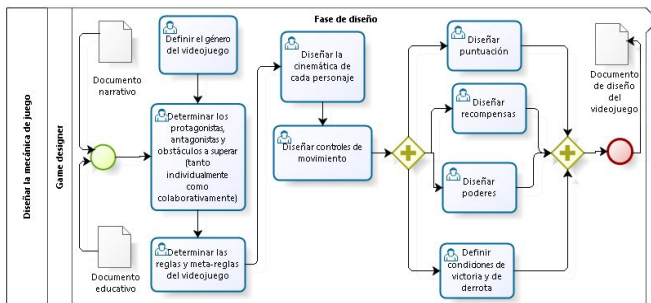 Diseñar la mecánica de juego
Game designer
Fase de diseño
Documento
narrativo
Documento
educativo
Definir el género
del videojuego
Determinar los
protagonistas,
antagonistas y
obstáculos a superar
(tanto
individualmente
como
colaborativamente)
Determinar las
reglas y meta-reglas
del videojuego
Diseñar la
cinemática de
cada personaje
Diseñar controles de
movimiento
Diseñar
puntuación
Diseñar
recompensas
Diseñar
poderes
Definir
condiciones de
victoria y de
derrota
Documento
de diseño
del
videojuego